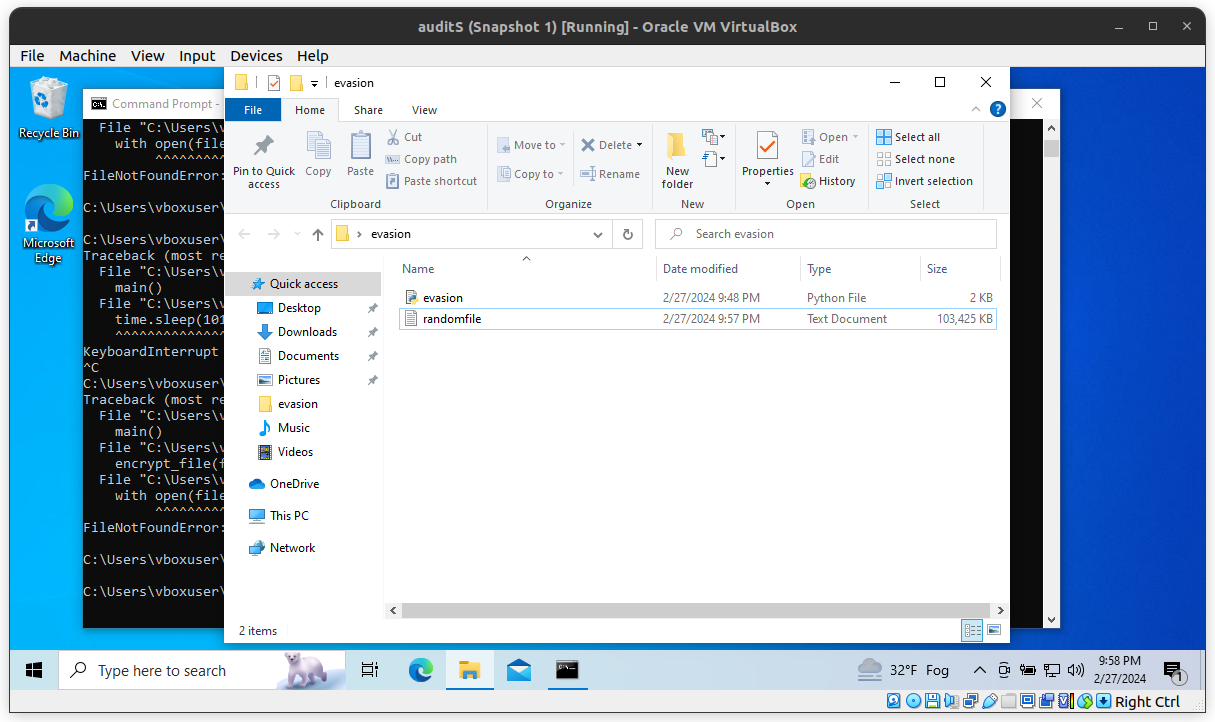 auditS (Snapshot 1) [Running] - Oracle VM VirtualBox
File Machine View Input Devices Help
Recycle Bin
Microsoft Edge
Command Prompt -
File "C:\Users\v
with open(file
^^^^^^^^^
FileNotFoundError:
C:\Users\vboxuser\
C:\Users\vboxuser\
Traceback (most re
File "C:\Users\v
main()
File "C:\Users\v
time.sleep(101
^^^^^^^^^^^^^^
KeyboardInterrupt
^C
C:\Users\vboxuser\
Traceback (most re
File "C:\Users\v
main()
File "C:\Users\v
encrypt_file(f
File "C:\Users\v
with open(file
^^^^^^^^^
FileNotFoundError:
C:\Users\vboxuser\
C:\Users\vboxuser\
evasion
File Home Share View
Pin to Quick access
Copy
Paste
Cut
Copy path
Paste shortcut
Clipboard
Move to
Copy to
Delete
Rename
Organize
New folder
New
Properties
Open
Edit
History
Open
Select all
Select none
Invert selection
Select
evasion
Search evasion
Quick access
Desktop
Downloads
Documents
Pictures
evasion
Music
Videos
OneDrive
This PC
Network
Name Date modified Type Size
evasion 2/27/2024 9:48 PM Python File 2 KB
randomfile 2/27/2024 9:57 PM Text Document 103,425 KB
2 items
Type here to search
32°F Fog
9:58 PM
2/27/2024
1
Right Ctrl